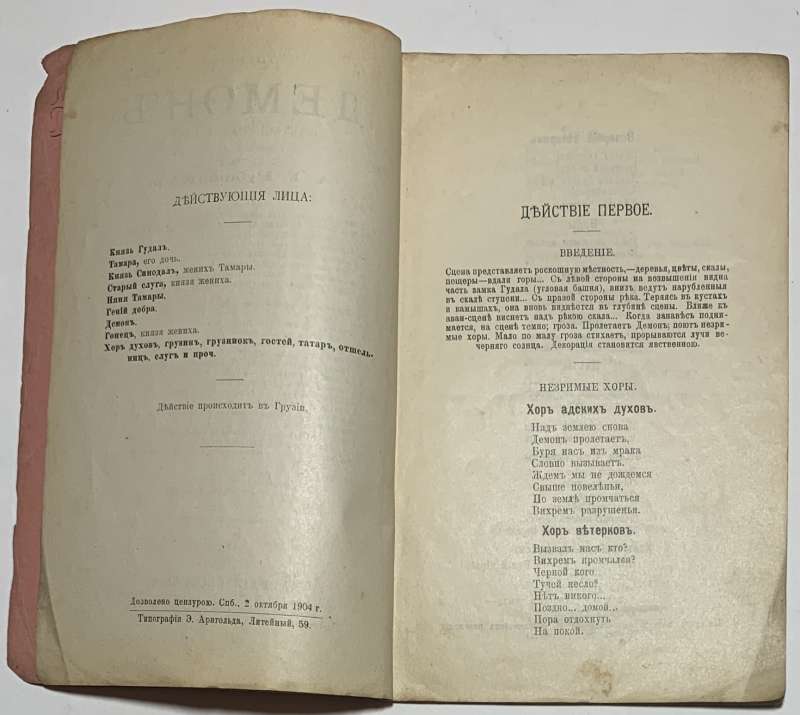 ДѢЙСТВУЮЩІЯ ЛИЦА:
Князь Гудалъ.
Тамара, его дочь.
Князь Синодалъ, женихъ Тамары.
Старый слуга, князя жениха.
Няня Тамары.
Геній добра.
Демонъ.
Гонецъ, князя жениха.
Хоръ духовъ, грузинъ, грузинокъ, гостей, татаръ, отшель-
ницъ, слугъ и проч.
Дѣйствіе происходитъ въ Грузіи.
Дозволено цензурою. Спб., 2 октября 1904 г.
Типографія Э. Арнгольда, Литейный, 59.
ДѢЙСТВІЕ ПЕРВОЕ.
ВВЕДЕНІЕ.
Сцена представляетъ роскошную мѣстность,—деревья, цвѣты, скалы,
пещеры—вдали горы... Съ лѣвой стороны на возвышеніи видна
часть замка Гудала (угловая башня), внизъ ведутъ нарубленныя
въ скалѣ ступени... Съ правой стороны рѣка. Теряясь въ кустахъ
и камышахъ, она вновь виднѣется въ глубинѣ сцены. Ближе къ
аван-сценѣ виснетъ надъ рѣкою скала... Когда занавѣсъ подни-
мается, на сценѣ темно; гроза. Пролетаетъ Демонъ; поютъ незри-
мые хоры. Мало по малу гроза стихаетъ, прорываются лучи ве-
черняго солнца. Декорація становится явственною.
НЕЗРИМЫЕ ХОРЫ.
Хоръ адскихъ духовъ.
Надъ землею снова
Демонъ пролетаетъ,
Буря насъ изъ мрака
Словно вызываетъ.
Ждемъ мы не дождемся
Свыше повелѣнья,
По землѣ промчаться
Вихремъ разрушенья.
Хоръ вѣтерковъ.
Вызвалъ насъ кто?
Вихремъ промчался?
Черной кого
Тучей несло?
Нѣтъ никого...
Поздно... домой...
Пора отдохнуть
На покой.
ДЕМОНЪ